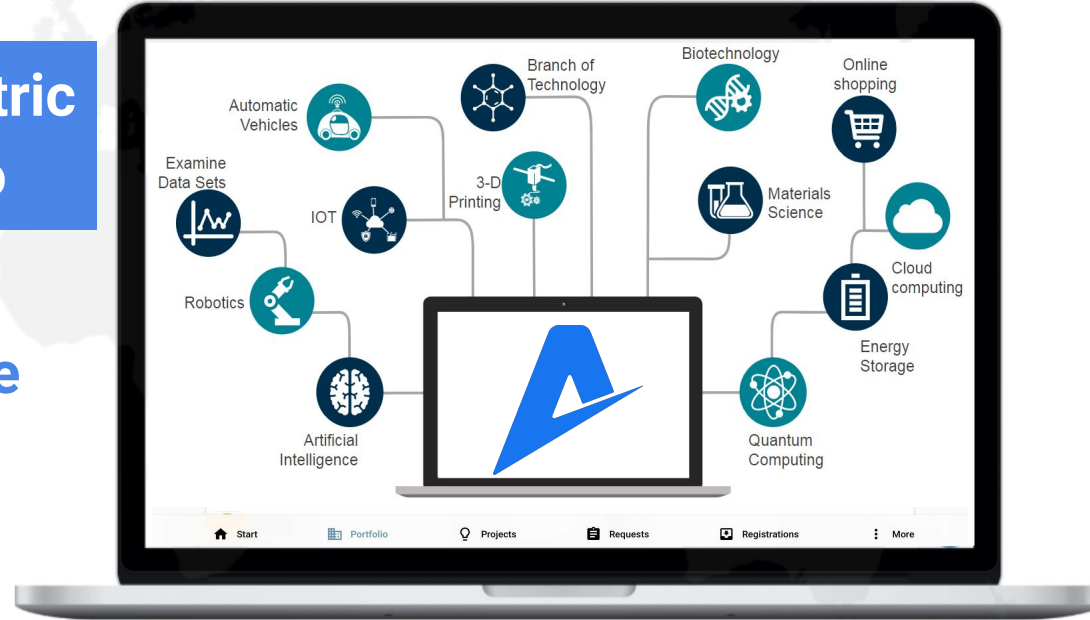 Biotechnology
Branch of
Technology
Online
shopping
Automatic
Vehicles
Examine
Data Sets
3-D
Printing
Materials
Science
IOT
Cloud
computing
Robotics
Energy
Storage
Artificial
Intelligence
Quantum
Computing
Start
Portfolio
Projects
Requests
Registrations
More